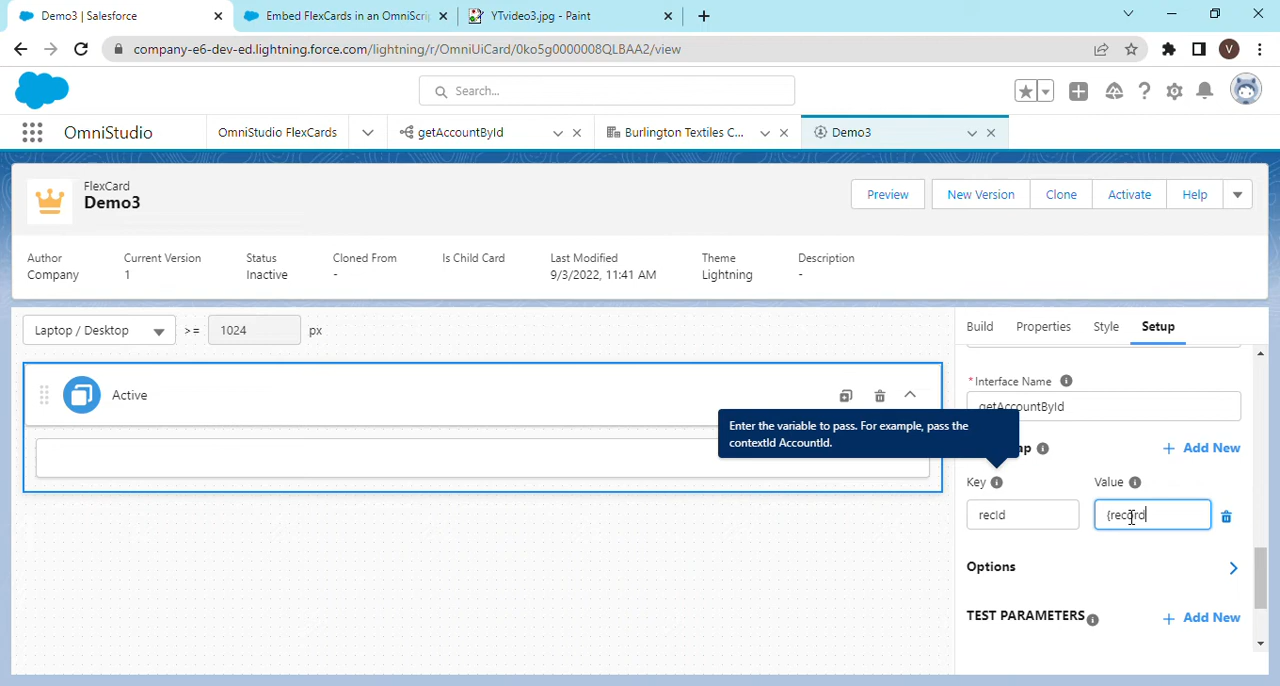 Demo3 | Salesforce
Embed FlexCards in an OmniScrip
YTvideo3.jpg - Paint
company-e6-dev-ed.lightning.force.com/lightning/r/OmniUiCard/0ko5g0000008QLBAA2/view
V
Search...
OmniStudio
OmniStudio FlexCards
getAccountById
Burlington Textiles C...
Demo3
FlexCard
Demo3
Preview
New Version
Clone
Activate
Help
Author
Current Version
Status
Cloned From
Is Child Card
Last Modified
Theme
Description
Company
1
Inactive
-
9/3/2022, 11:41 AM
Lightning
-
Laptop / Desktop
>=
1024
px
Build
Properties
Style
Setup
Active
* Interface Name
getAccountById
Enter the variable to pass. For example, pass the
contextId AccountId.
+ Add New
Key
Value
recId
{record
Options
TEST PARAMETERS
+ Add New